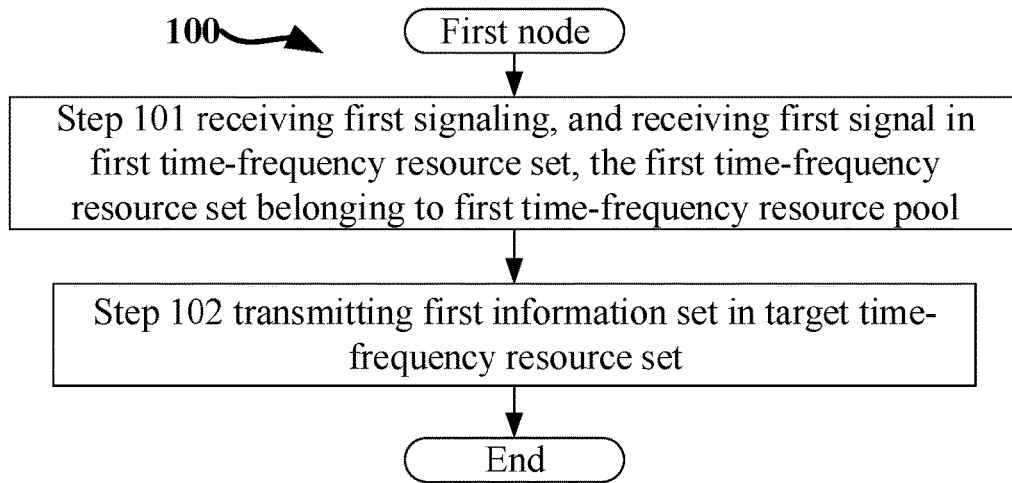 100
First node
Step 101 receiving first signaling, and receiving first signal in
first time-frequency resource set, the first time-frequency
resource set belonging to first time-frequency resource pool
Step 102 transmitting first information set in target time-
frequency resource set
End